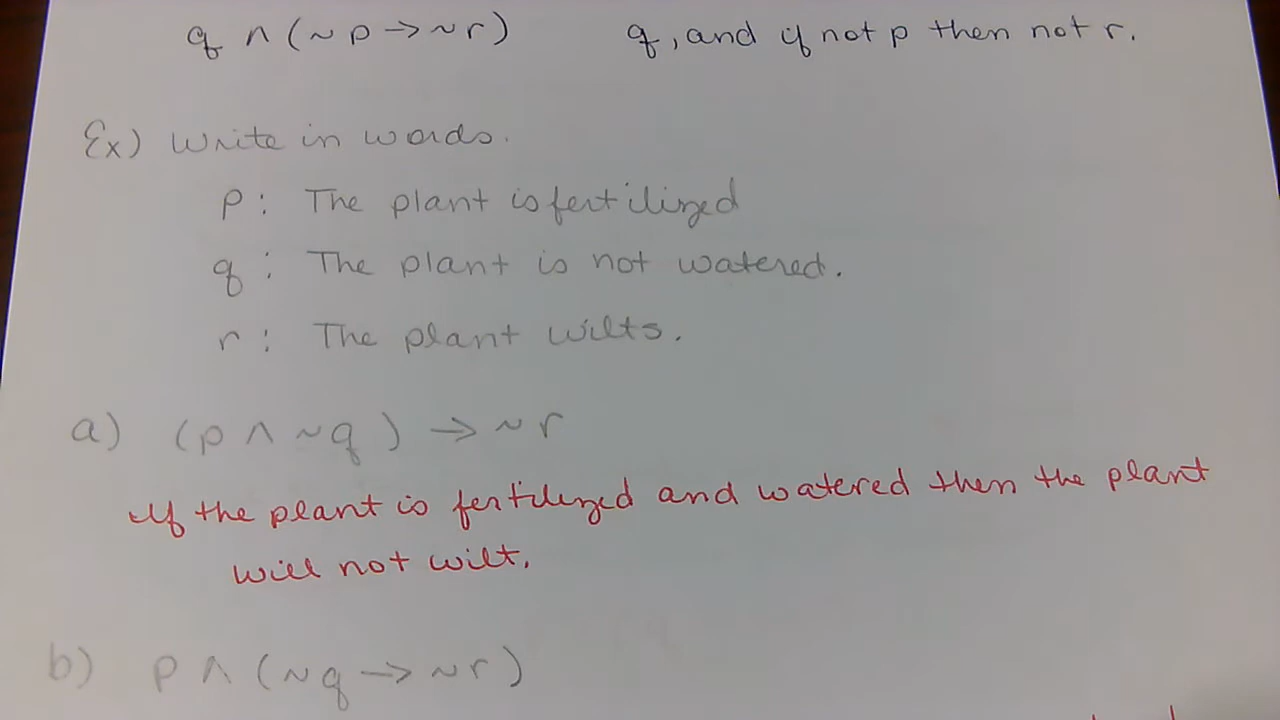 q ∧ (~p → ~r) q, and if not p then not r.
Ex) Write in words.
p: The plant is fertilized
q: The plant is not watered.
r: The plant wilts.
a) (p ∧ ~q) → ~r
If the plant is fertilized and watered then the plant
will not wilt.
b) p ∧ (~q → ~r)